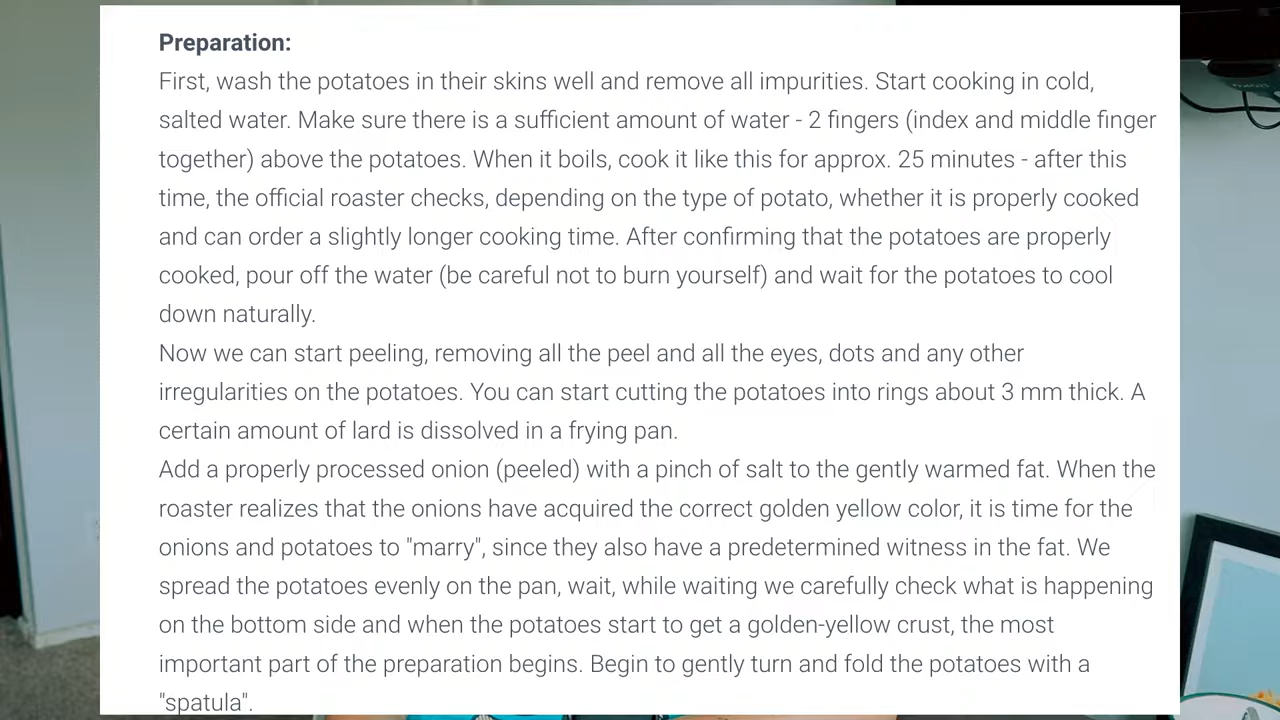 Preparation:
First, wash the potatoes in their skins well and remove all impurities. Start cooking in cold,
salted water. Make sure there is a sufficient amount of water - 2 fingers (index and middle finger
together) above the potatoes. When it boils, cook it like this for approx. 25 minutes - after this
time, the official roaster checks, depending on the type of potato, whether it is properly cooked
and can order a slightly longer cooking time. After confirming that the potatoes are properly
cooked, pour off the water (be careful not to burn yourself) and wait for the potatoes to cool
down naturally.
Now we can start peeling, removing all the peel and all the eyes, dots and any other
irregularities on the potatoes. You can start cutting the potatoes into rings about 3 mm thick. A
certain amount of lard is dissolved in a frying pan.
Add a properly processed onion (peeled) with a pinch of salt to the gently warmed fat. When the
roaster realizes that the onions have acquired the correct golden yellow color, it is time for the
onions and potatoes to "marry", since they also have a predetermined witness in the fat. We
spread the potatoes evenly on the pan, wait, while waiting we carefully check what is happening
on the bottom side and when the potatoes start to get a golden-yellow crust, the most
important part of the preparation begins. Begin to gently turn and fold the potatoes with a
"spatula".